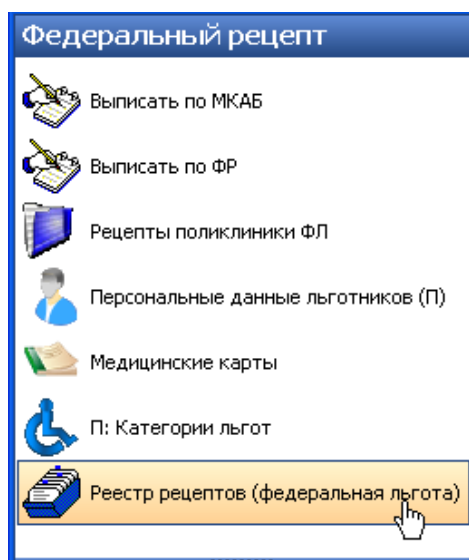 Федеральный рецепт
Выписать по МКАБ
Выписать по ФР
Рецепты поликлиники ФЛ
Персональные данные льготников (П)
Медицинские карты
П: Категории льгот
Реестр рецептов (федеральная льгота)